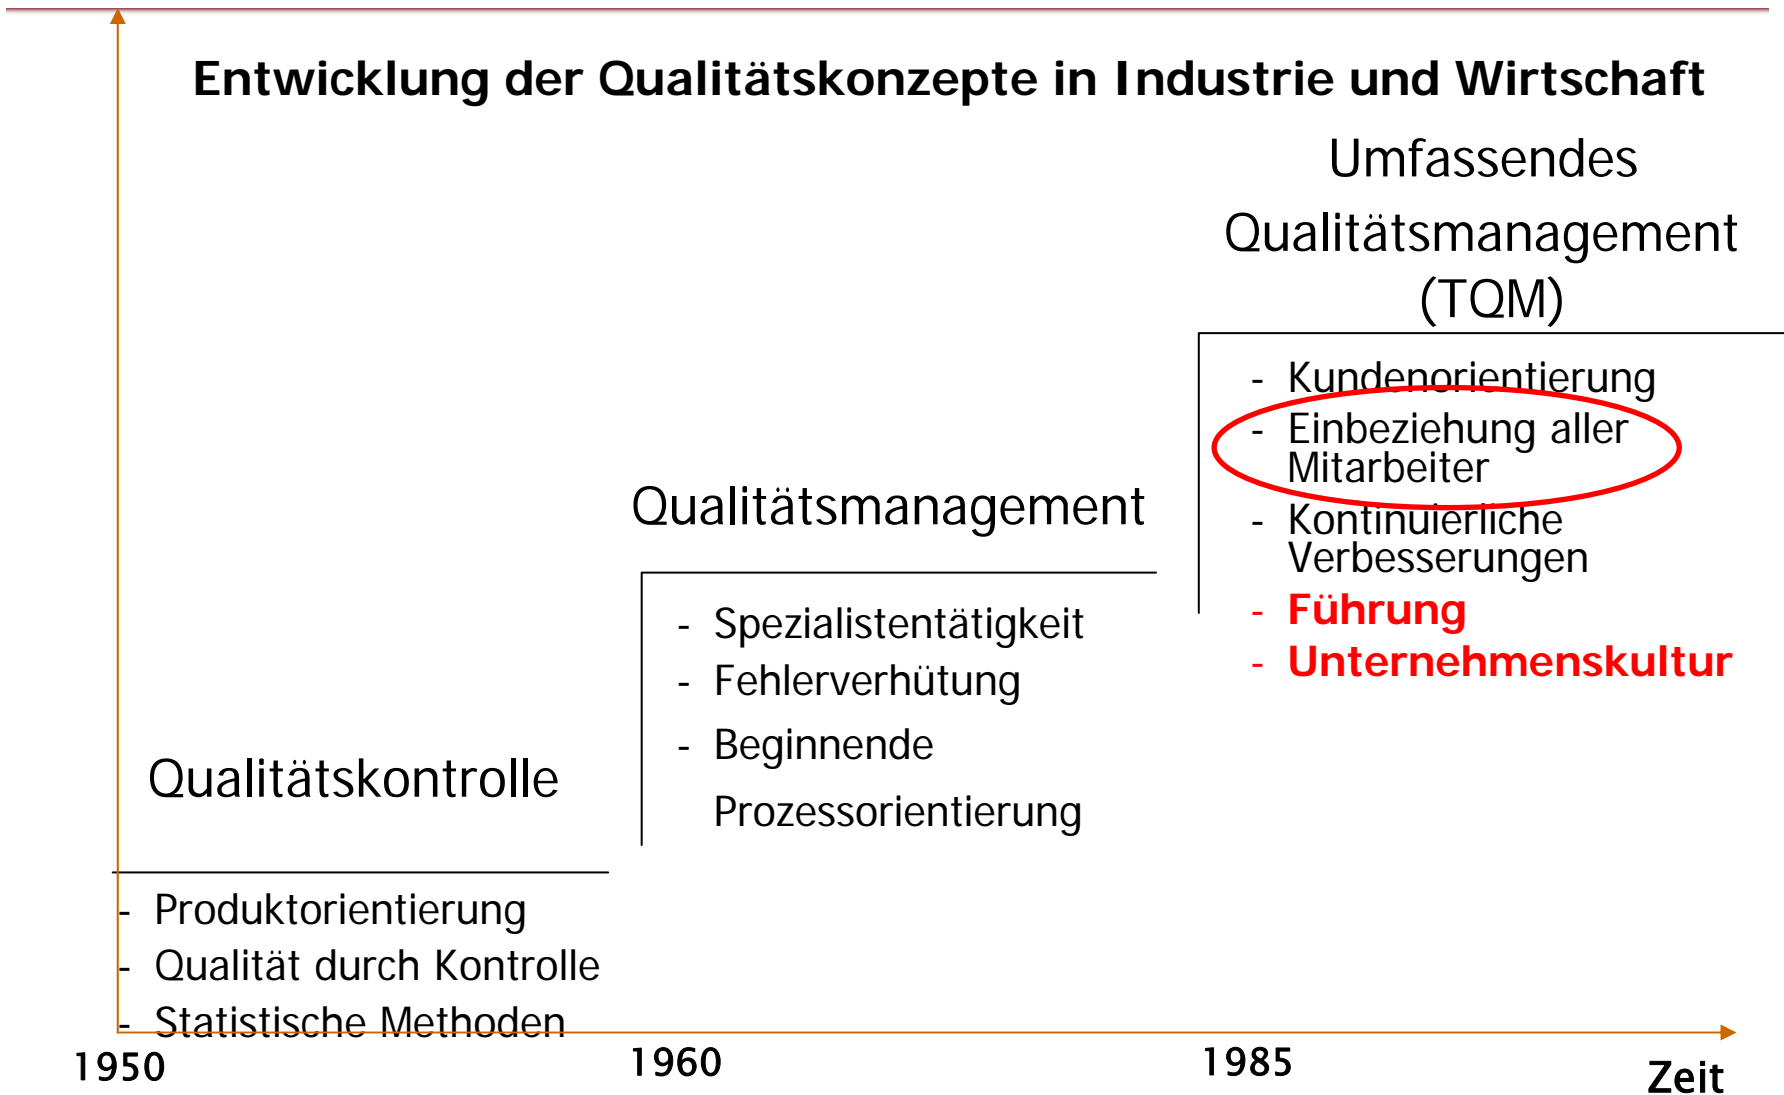 Entwicklung der Qualitätskonzepte in Industrie und Wirtschaft
Umfassendes
Qualitätsmanagement
(TQM)
- Kundenorientierung
- Einbeziehung aller
Mitarbeiter
- Kontinuierliche
Verbesserungen
- Führung
- Unternehmenskultur
Qualitätsmanagement
- Spezialistentätigkeit
- Fehlerverhütung
- Beginnende
Prozessorientierung
Qualitätskontrolle
- Produktorientierung
- Qualität durch Kontrolle
- Statistische Methoden
1950
1960
1985
Zeit